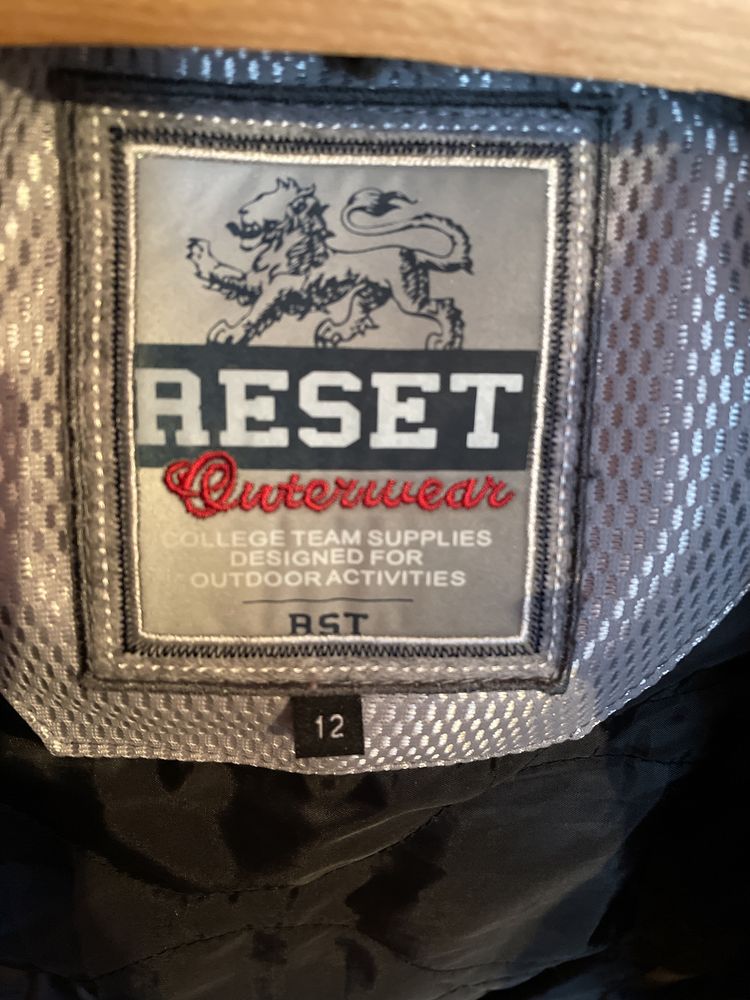 RESET
Outerwear
COLLEGE TEAM SUPPLIES
DESIGNED FOR
OUTDOOR ACTIVITIES
RST
12